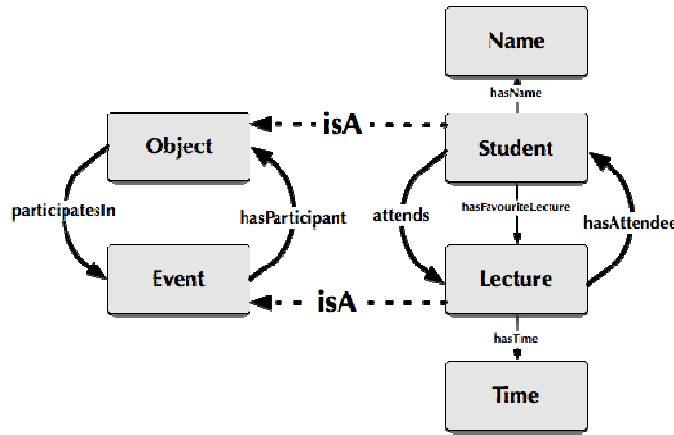 Name
hasName
isA
Object
Student
participatesIn
hasParticipant
attends
hasFavouriteLecture
hasAttendee
Event
Lecture
isA
hasTime
Time